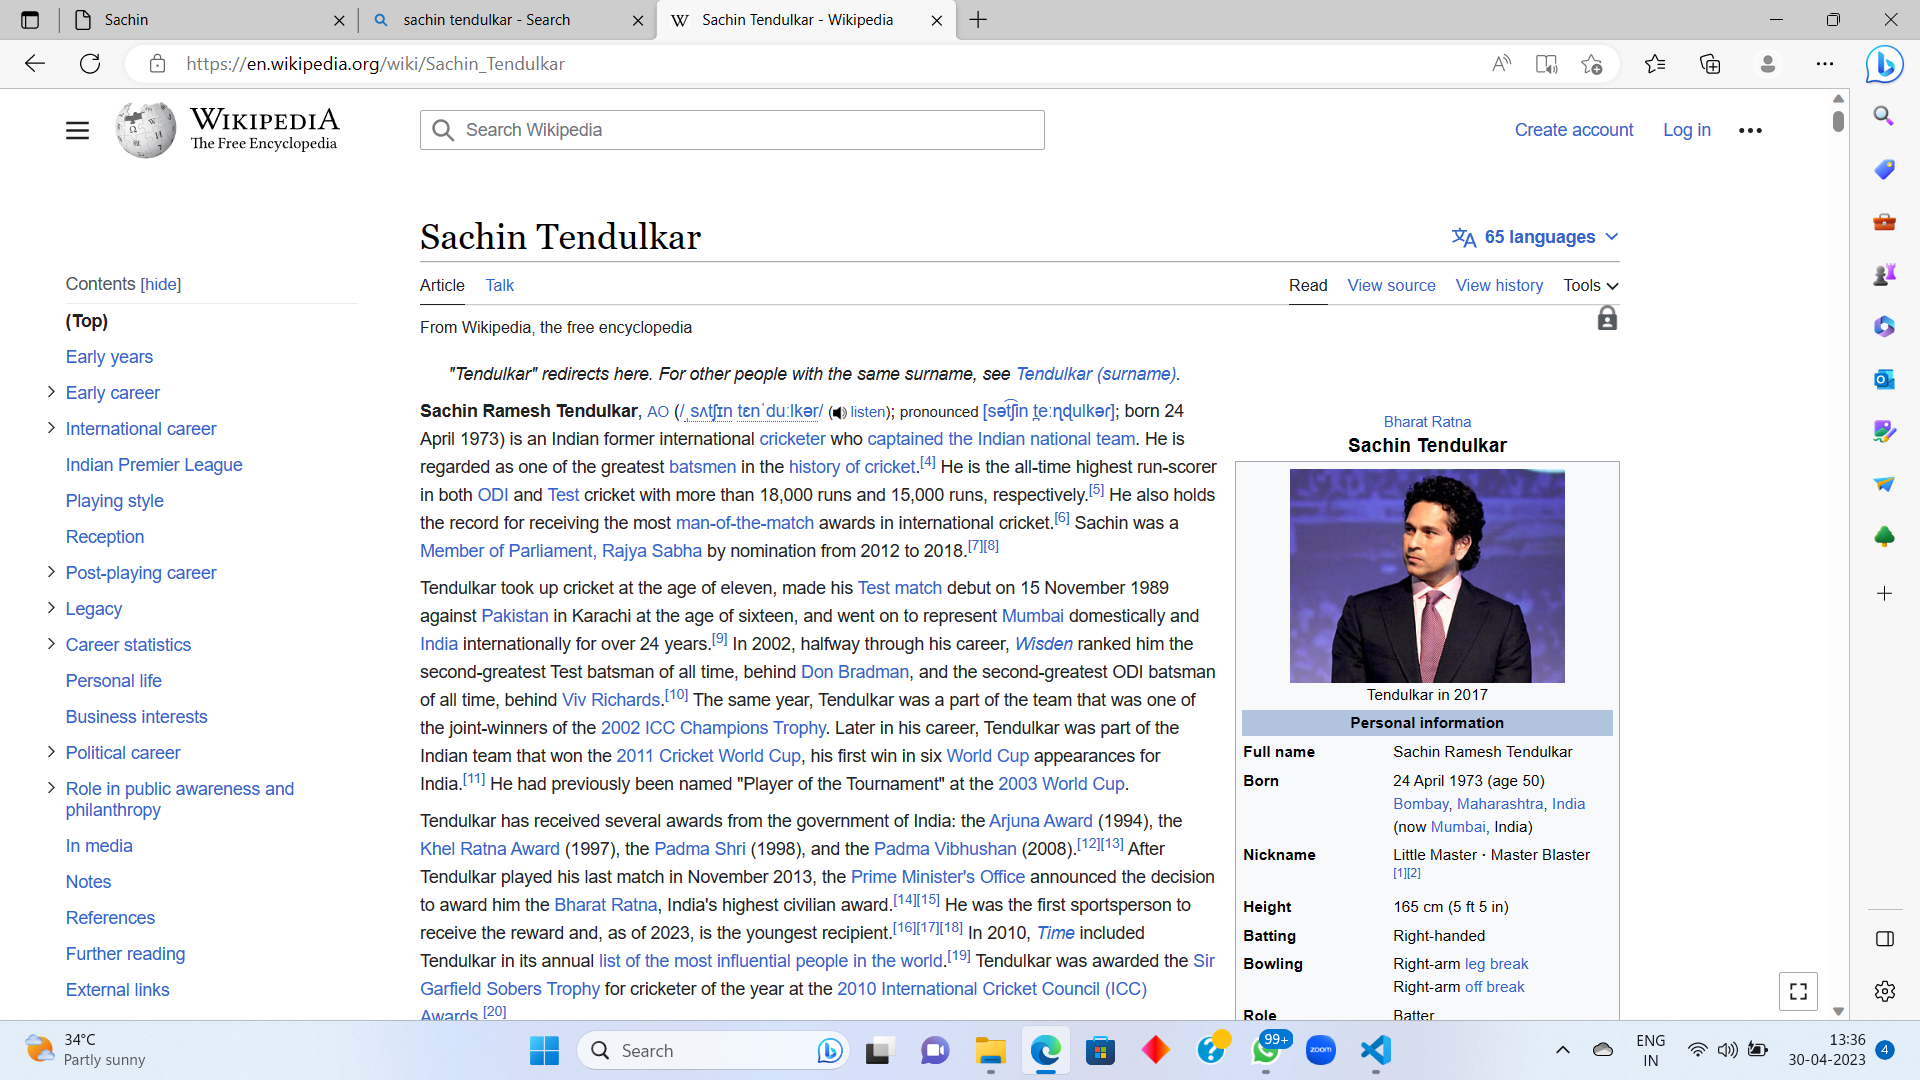 Sachin
sachin tendulkar - Search
Sachin Tendulkar - Wikipedia
https://en.wikipedia.org/wiki/Sachin_Tendulkar
WIKIPEDIA
The Free Encyclopedia
Search Wikipedia
Create account
Log in
Sachin Tendulkar
65 languages
Article
Talk
Read
View source
View history
Tools
From Wikipedia, the free encyclopedia
Contents [hide]
(Top)
Early years
Early career
International career
Indian Premier League
Playing style
Reception
Post-playing career
Legacy
Career statistics
Personal life
Business interests
Political career
Role in public awareness and
philanthropy
In media
Notes
References
Further reading
External links
"Tendulkar" redirects here. For other people with the same surname, see Tendulkar (surname).
Sachin Ramesh Tendulkar, AO (/ˌsʌtʃɪn tɛnˈduːlkər/ (listen); pronounced [sət͡ʃin t̪eːɳɖulkəɾ]; born 24
April 1973) is an Indian former international cricketer who captained the Indian national team. He is
regarded as one of the greatest batsmen in the history of cricket.[4] He is the all-time highest run-scorer
in both ODI and Test cricket with more than 18,000 runs and 15,000 runs, respectively.[5] He also holds
the record for receiving the most man-of-the-match awards in international cricket.[6] Sachin was a
Member of Parliament, Rajya Sabha by nomination from 2012 to 2018.[7][8]
Tendulkar took up cricket at the age of eleven, made his Test match debut on 15 November 1989
against Pakistan in Karachi at the age of sixteen, and went on to represent Mumbai domestically and
India internationally for over 24 years.[9] In 2002, halfway through his career, Wisden ranked him the
second-greatest Test batsman of all time, behind Don Bradman, and the second-greatest ODI batsman
of all time, behind Viv Richards.[10] The same year, Tendulkar was a part of the team that was one of
the joint-winners of the 2002 ICC Champions Trophy. Later in his career, Tendulkar was part of the
Indian team that won the 2011 Cricket World Cup, his first win in six World Cup appearances for
India.[11] He had previously been named "Player of the Tournament" at the 2003 World Cup.
Tendulkar has received several awards from the government of India: the Arjuna Award (1994), the
Khel Ratna Award (1997), the Padma Shri (1998), and the Padma Vibhushan (2008).[12][13] After
Tendulkar played his last match in November 2013, the Prime Minister's Office announced the decision
to award him the Bharat Ratna, India's highest civilian award.[14][15] He was the first sportsperson to
receive the reward and, as of 2023, is the youngest recipient.[16][17][18] In 2010, Time included
Tendulkar in its annual list of the most influential people in the world.[19] Tendulkar was awarded the Sir
Garfield Sobers Trophy for cricketer of the year at the 2010 International Cricket Council (ICC)
Awards.[20]
Bharat Ratna
Sachin Tendulkar
Tendulkar in 2017
Personal information
Full name Sachin Ramesh Tendulkar
Born 24 April 1973 (age 50)
Bombay, Maharashtra, India
(now Mumbai, India)
Nickname Little Master · Master Blaster
[1][2]
Height 165 cm (5 ft 5 in)
Batting Right-handed
Bowling Right-arm leg break
Right-arm off break
Role Batter
34°C
Partly sunny
Search
99+
zoom
ENG
IN
13:36
30-04-2023
4